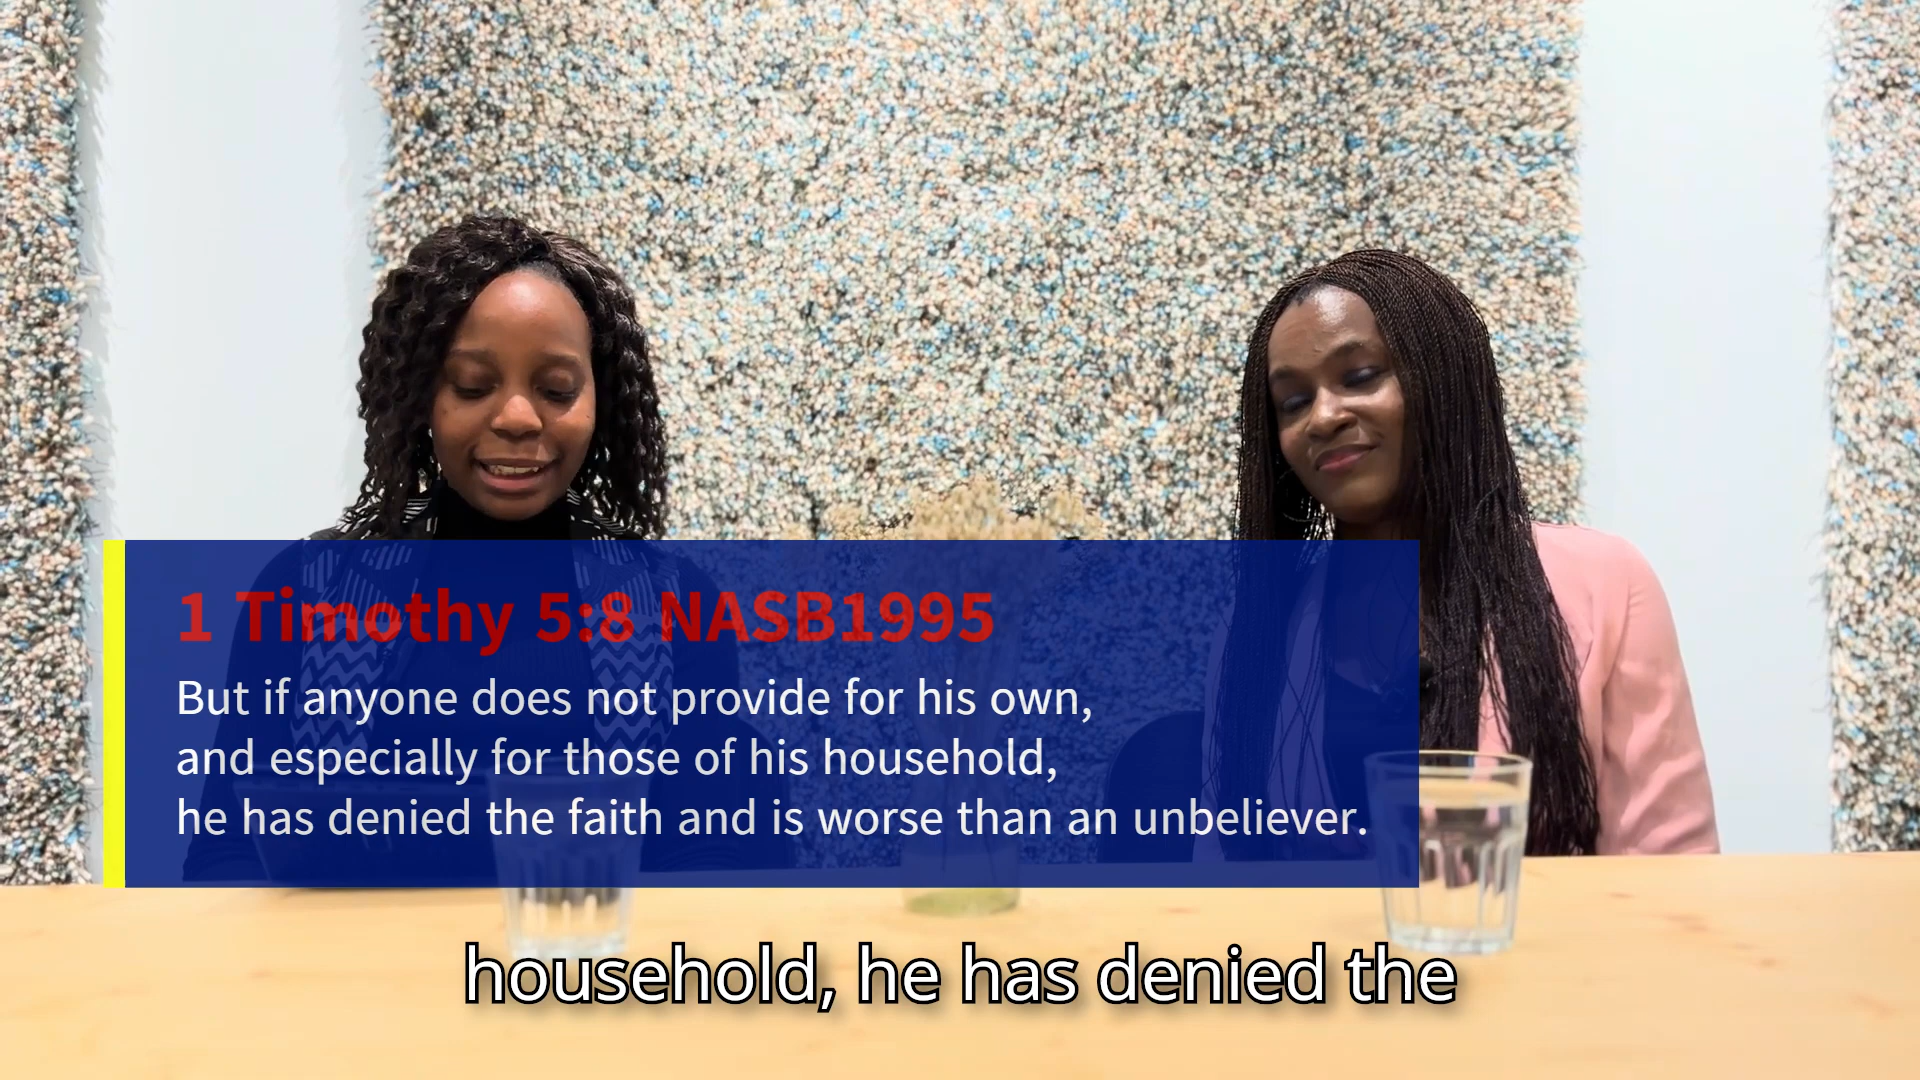 1 Timothy 5:8 NASB1995
But if anyone does not provide for his own,
and especially for those of his household,
he has denied the faith and is worse than an unbeliever.
household, he has denied the